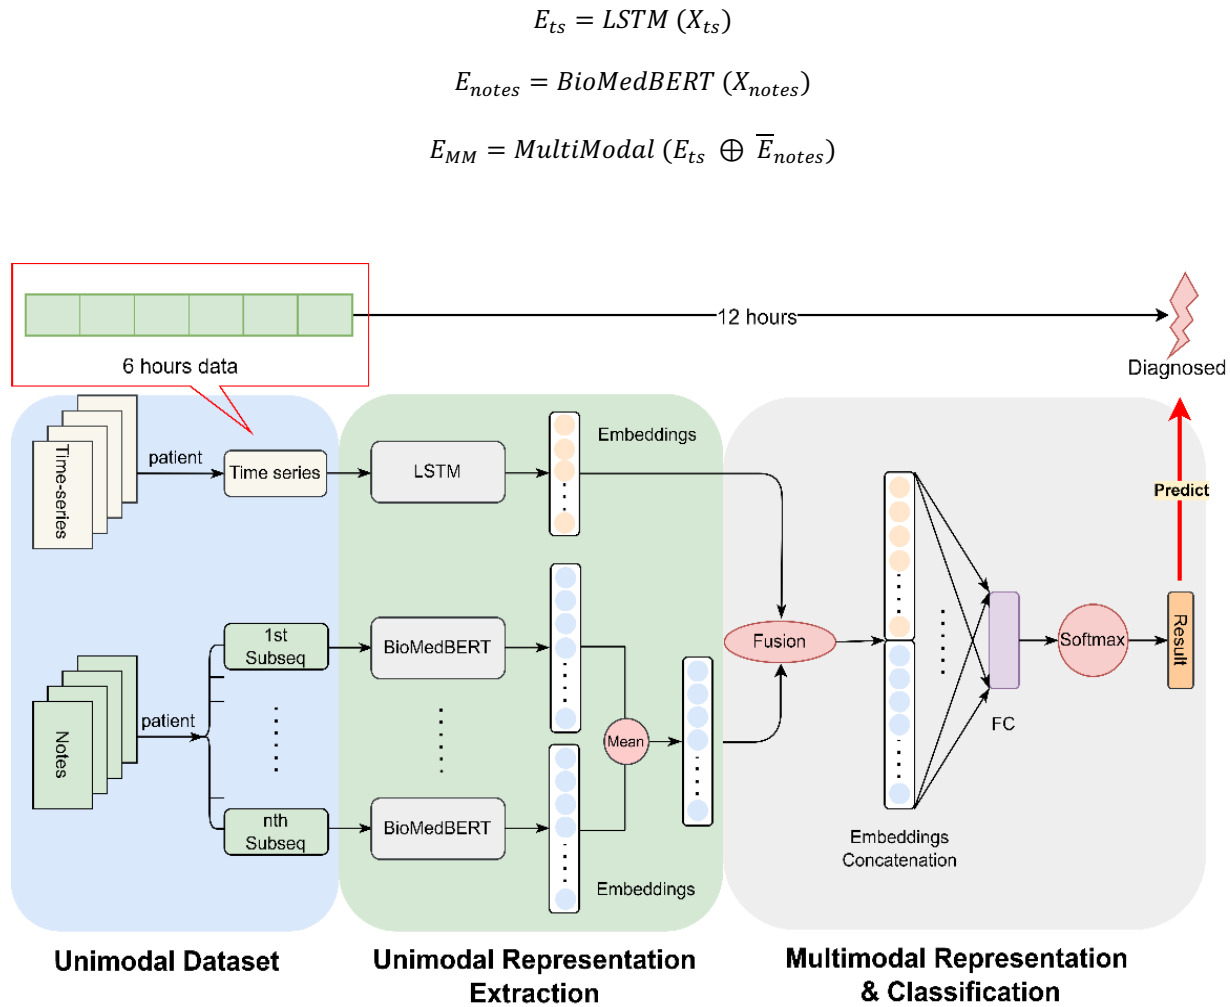 E_ts = LSTM (X_ts)
E_notes = BioMedBERT (X_notes)
E_MM = MultiModal (E_ts ⊕ E̅_notes)
6 hours data
12 hours
Diagnosed
Time-series
patient
Time series
LSTM
Embeddings
Predict
Notes
patient
1st
Subseq
nth
Subseq
BioMedBERT
BioMedBERT
Mean
Embeddings
Fusion
Embeddings
Concatenation
FC
Softmax
Result
Unimodal Dataset
Unimodal Representation
Extraction
Multimodal Representation
& Classification